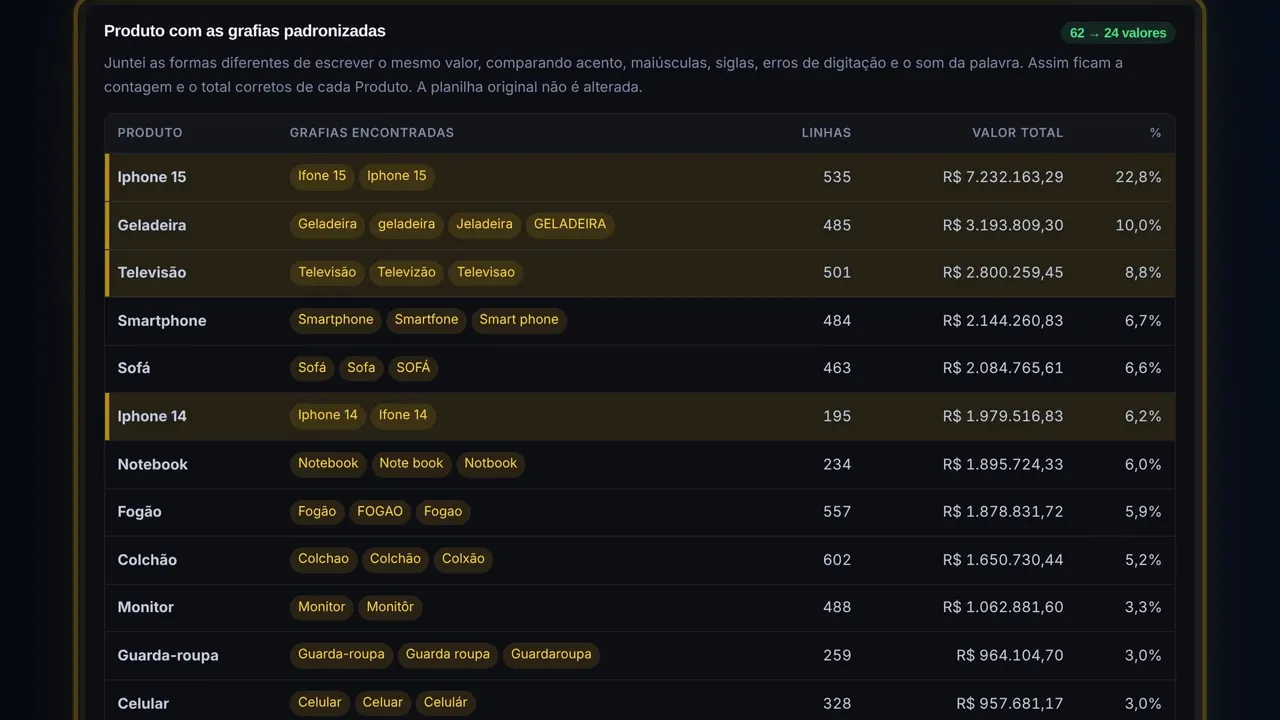 Produto com as grafias padronizadas
62 → 24 valores
Juntei as formas diferentes de escrever o mesmo valor, comparando acento, maiúsculas, siglas, erros de digitação e o som da palavra. Assim ficam a
contagem e o total corretos de cada Produto. A planilha original não é alterada.
PRODUTO GRAFIAS ENCONTRADAS LINHAS VALOR TOTAL %
Iphone 15 Ifone 15 Iphone 15 535 R$ 7.232.163,29 22,8%
Geladeira Geladeira geladeira Jeladeira GELADEIRA 485 R$ 3.193.809,30 10,0%
Televisão Televisão Televizão Televisao 501 R$ 2.800.259,45 8,8%
Smartphone Smartphone Smartfone Smart phone 484 R$ 2.144.260,83 6,7%
Sofá Sofá Sofa SOFÁ 463 R$ 2.084.765,61 6,6%
Iphone 14 Iphone 14 Ifone 14 195 R$ 1.979.516,83 6,2%
Notebook Notebook Note book Notbook 234 R$ 1.895.724,33 6,0%
Fogão Fogão FOGAO Fogao 557 R$ 1.878.831,72 5,9%
Colchão Colchao Colchão Colxão 602 R$ 1.650.730,44 5,2%
Monitor Monitor Monitôr 488 R$ 1.062.881,60 3,3%
Guarda-roupa Guarda-roupa Guarda roupa Guardaroupa 259 R$ 964.104,70 3,0%
Celular Celular Celuar Celulár 328 R$ 957.681,17 3,0%